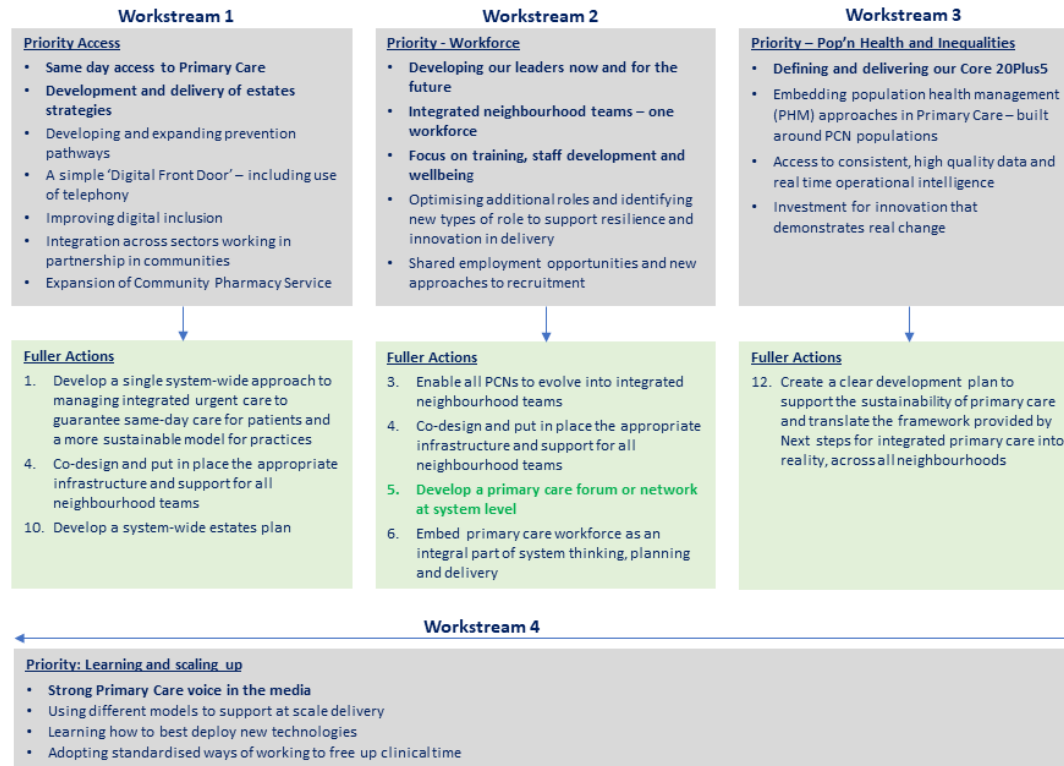 Workstream 1
Priority Access
• Same day access to Primary Care
• Development and delivery of estates
strategies
• Developing and expanding prevention
pathways
• A simple ‘Digital Front Door’ – including use
of telephony
• Improving digital inclusion
• Integration across sectors working in
partnership in communities
• Expansion of Community Pharmacy Service
Fuller Actions
1. Develop a single system-wide approach to
managing integrated urgent care to
guarantee same-day care for patients and
a more sustainable model for practices
4. Co-design and put in place the appropriate
infrastructure and support for all
neighbourhood teams
10. Develop a system-wide estates plan
Workstream 2
Priority - Workforce
• Developing our leaders now and for the
future
• Integrated neighbourhood teams – one
workforce
• Focus on training, staff development and
wellbeing
• Optimising additional roles and identifying
new types of role to support resilience and
innovation in delivery
• Shared employment opportunities and new
approaches to recruitment
Fuller Actions
3. Enable all PCNs to evolve into integrated
neighbourhood teams
4. Co-design and put in place the appropriate
infrastructure and support for all
neighbourhood teams
5. Develop a primary care forum or network
at system level
6. Embed primary care workforce as an
integral part of system thinking, planning
and delivery
Workstream 3
Priority – Pop’n Health and Inequalities
• Defining and delivering our Core 20Plus5
• Embedding population health management
(PHM) approaches in Primary Care – built
around PCN populations
• Access to consistent, high quality data and
real time operational intelligence
• Investment for innovation that
demonstrates real change
Fuller Actions
12. Create a clear development plan to
support the sustainability of primary care
and translate the framework provided by
Next steps for integrated primary care into
reality, across all neighbourhoods
Workstream 4
Priority: Learning and scaling up
• Strong Primary Care voice in the media
• Using different models to support at scale delivery
• Learning how to best deploy new technologies
• Adopting standardised ways of working to free up clinical time